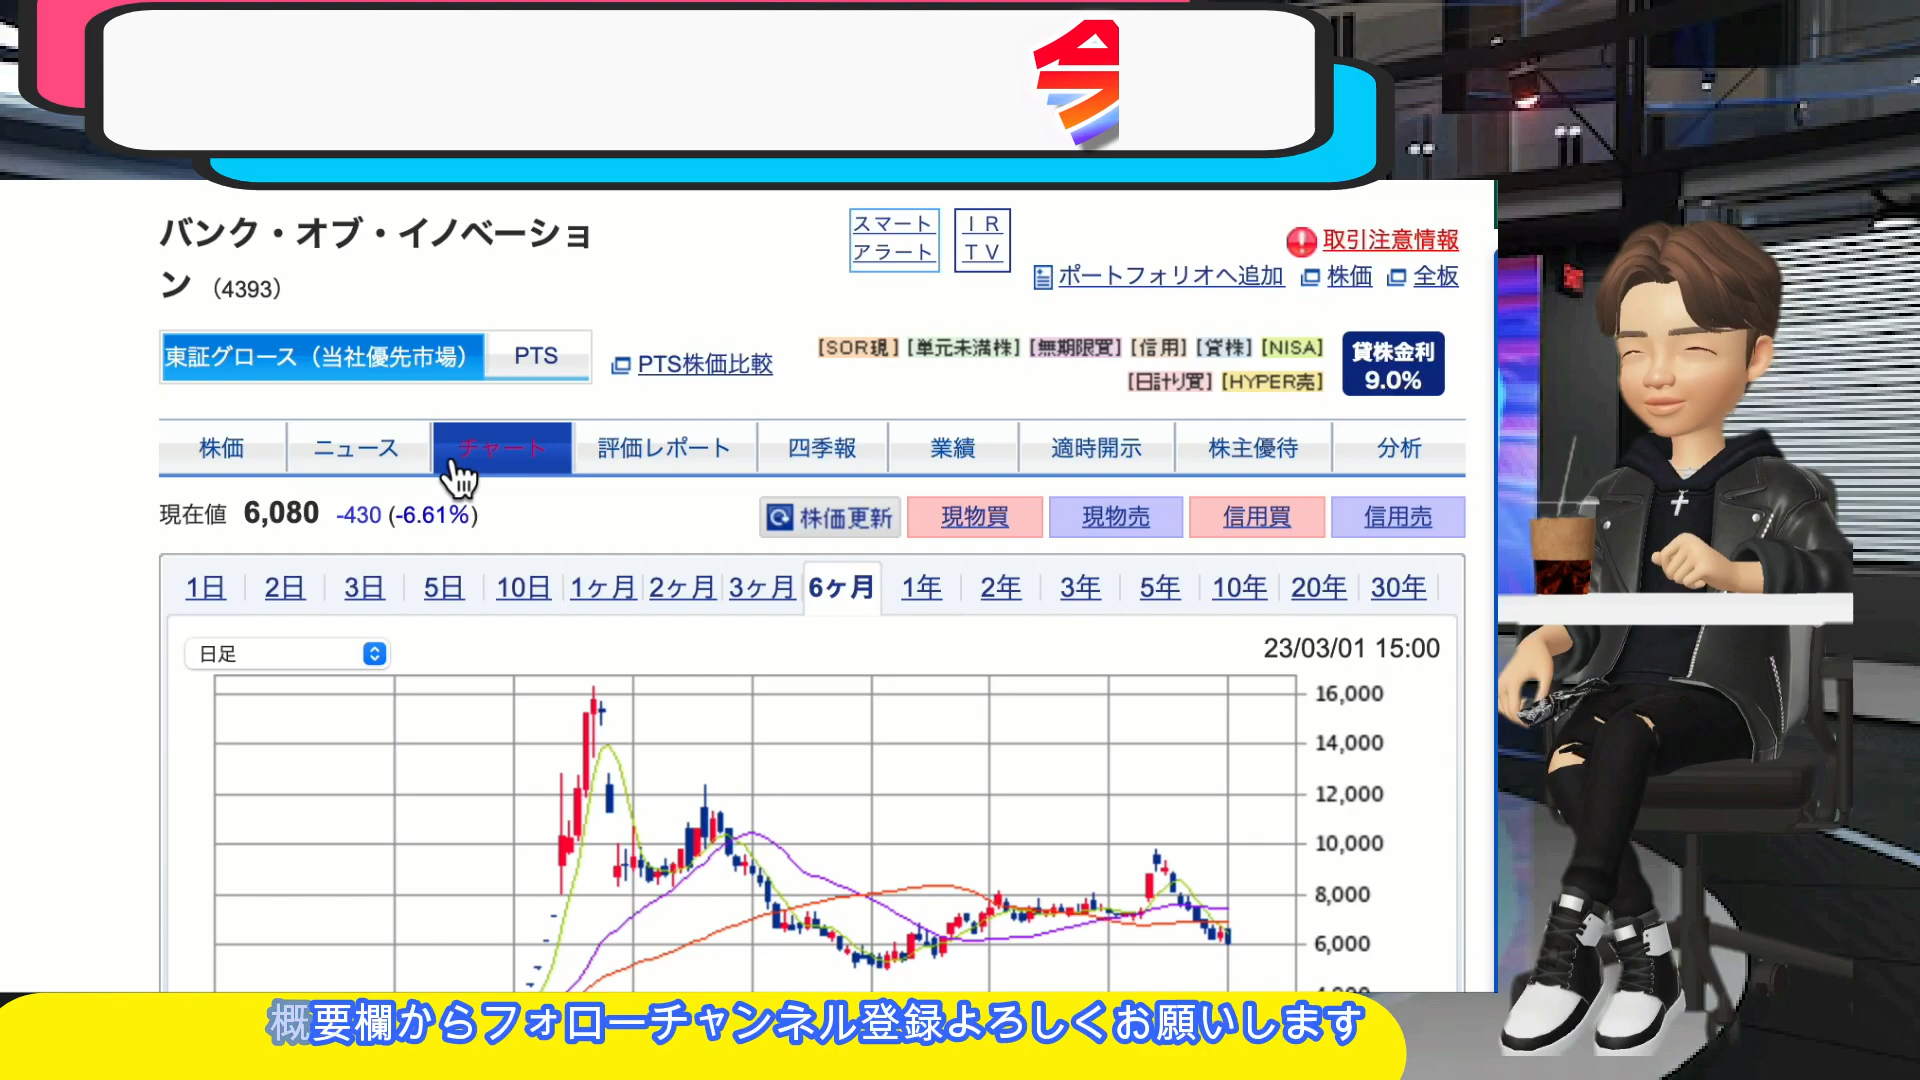 今
バンク・オブ・イノベーショ
ン (4393)
スマート
アラート
IR
TV
取引注意情報
ポートフォリオへ追加 株価 全板
東証グロース（当社優先市場） PTS
PTS株価比較
[SOR現] [単元未満株] [無期限買] [信用] [貸株] [NISA]
[日計り買] [HYPER売]
貸株金利
9.0%
株価 ニュース チャート 評価レポート 四季報 業績 適時開示 株主優待 分析
現在値 6,080 -430 (-6.61%)
株価更新 現物買 現物売 信用買 信用売
1日 2日 3日 5日 10日 1ヶ月 2ヶ月 3ヶ月 6ヶ月 1年 2年 3年 5年 10年 20年 30年
日足
23/03/01 15:00
16,000
14,000
12,000
10,000
8,000
6,000
概要欄からフォローチャンネル登録よろしくお願いします